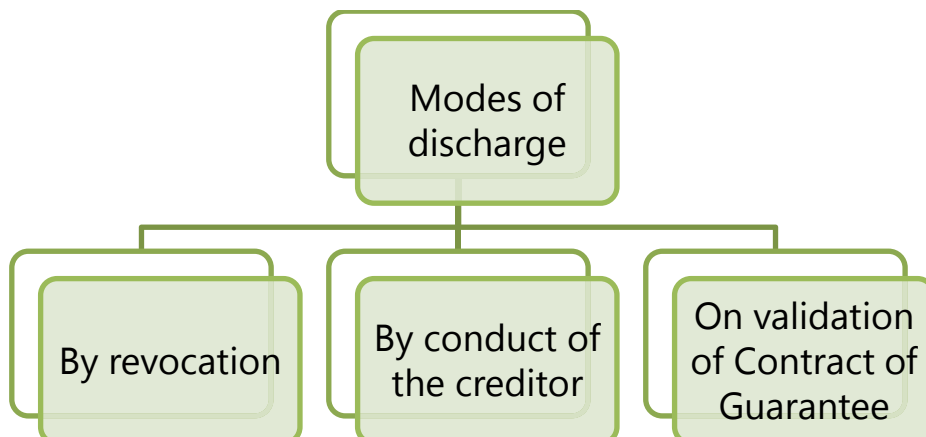 Modes of
discharge
By revocation
By conduct of
the creditor
On validation
of Contract of
Guarantee